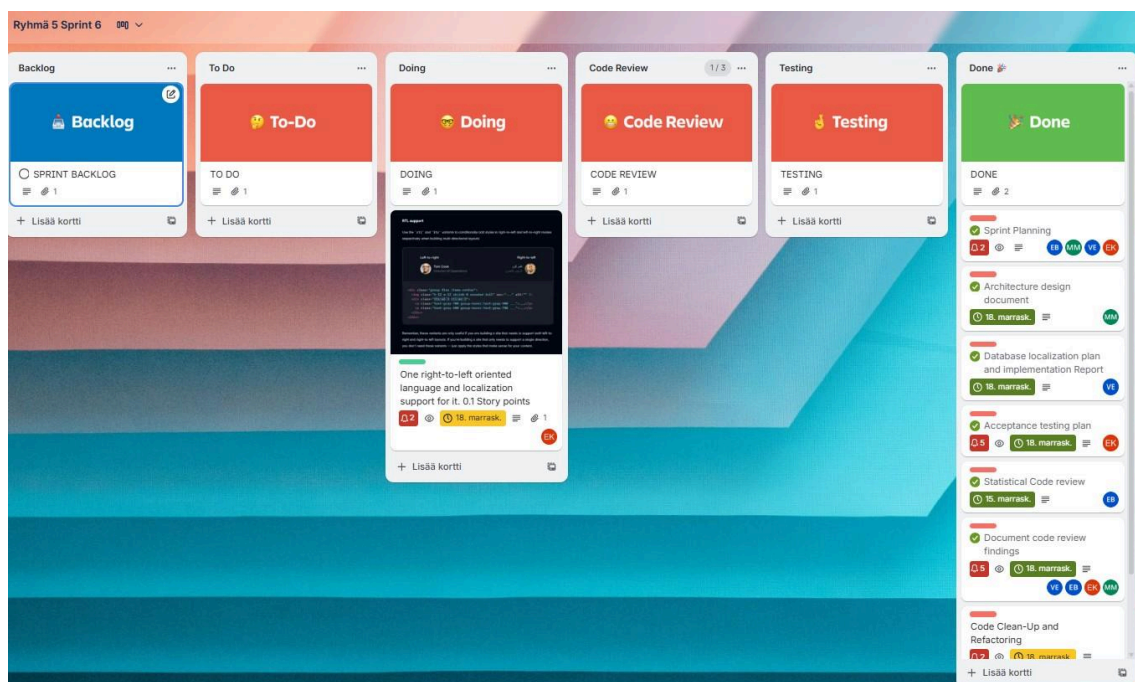 Ryhmä 5 Sprint 6
Backlog
Backlog
SPRINT BACKLOG
1
+ Lisää kortti
To Do
To-Do
TO DO
1
+ Lisää kortti
Doing
Doing
DOING
1
RTL support
Left-to-right
Right-to-left
One right-to-left oriented
language and localization
support for it. 0.1 Story points
2
18. marrask.
1
EK
+ Lisää kortti
Code Review
1/3
Code Review
CODE REVIEW
1
+ Lisää kortti
Testing
Testing
TESTING
1
+ Lisää kortti
Done
Done
DONE
2
Sprint Planning
2
EB MM VE EK
Architecture design
document
18. marrask.
MM
Database localization plan
and implementation Report
18. marrask.
VE
Acceptance testing plan
5
18. marrask.
EK
Statistical Code review
15. marrask.
EB
Document code review
findings
5
18. marrask.
VE EB EK MM
Code Clean-Up and
Refactoring
2
18. marrask.
+ Lisää kortti